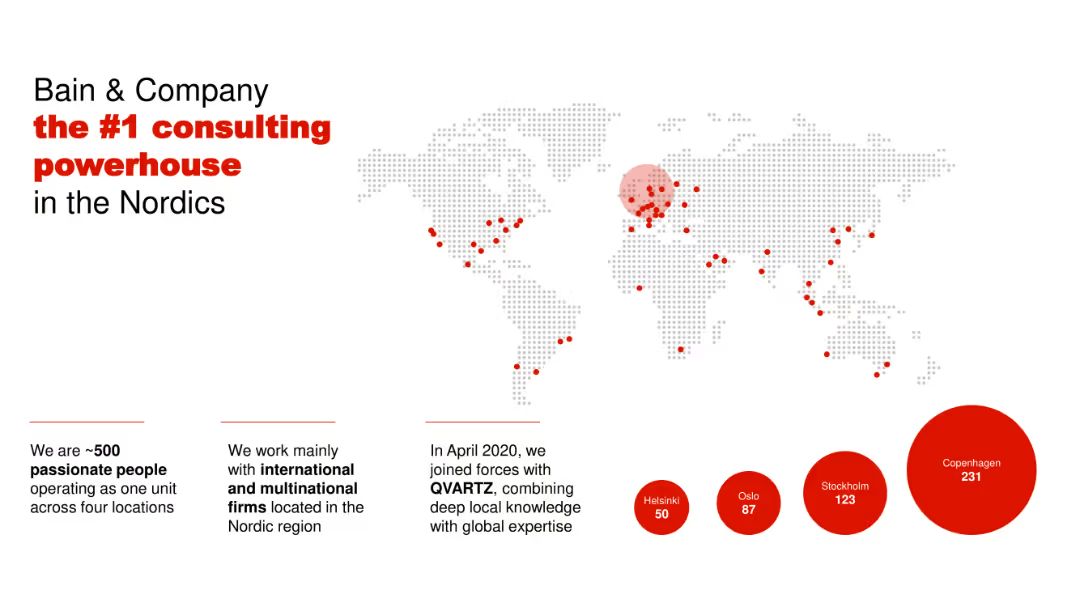 Bain & Company
the #1 consulting
powerhouse
in the Nordics
We are ~500
passionate people
operating as one unit
across four locations
We work mainly
with international
and multinational
firms located in the
Nordic region
In April 2020, we
joined forces with
QVARTZ, combining
deep local knowledge
with global expertise
Helsinki
50
Oslo
87
Stockholm
123
Copenhagen
231